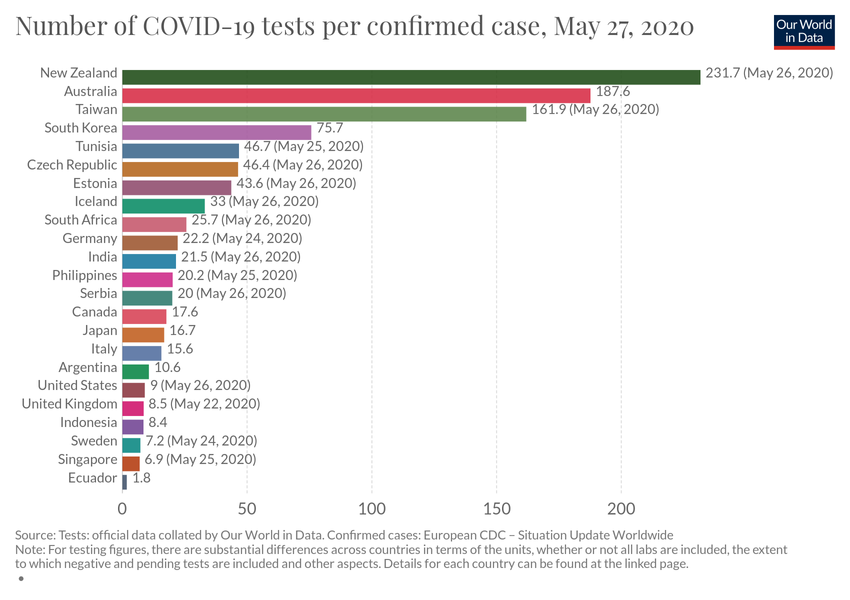 Number of COVID-19 tests per confirmed case, May 27, 2020
Our World
in Data
New Zealand 231.7 (May 26, 2020)
Australia 187.6
Taiwan 161.9 (May 26, 2020)
South Korea 75.7
Tunisia 46.7 (May 25, 2020)
Czech Republic 46.4 (May 26, 2020)
Estonia 43.6 (May 26, 2020)
Iceland 33 (May 26, 2020)
South Africa 25.7 (May 26, 2020)
Germany 22.2 (May 24, 2020)
India 21.5 (May 26, 2020)
Philippines 20.2 (May 25, 2020)
Serbia 20 (May 26, 2020)
Canada 17.6
Japan 16.7
Italy 15.6
Argentina 10.6
United States 9 (May 26, 2020)
United Kingdom 8.5 (May 22, 2020)
Indonesia 8.4
Sweden 7.2 (May 24, 2020)
Singapore 6.9 (May 25, 2020)
Ecuador 1.8
0 50 100 150 200
Source: Tests: official data collated by Our World in Data. Confirmed cases: European CDC – Situation Update Worldwide
Note: For testing figures, there are substantial differences across countries in terms of the units, whether or not all labs are included, the extent
to which negative and pending tests are included and other aspects. Details for each country can be found at the linked page.
•